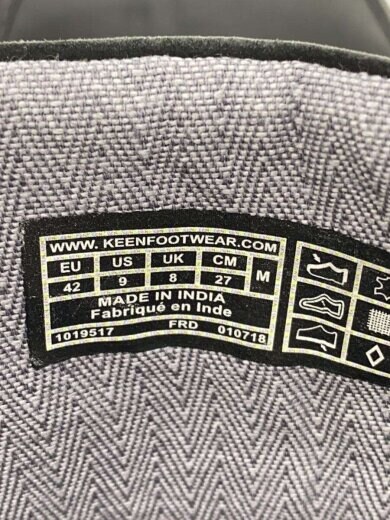 WWW. KEENFOOTWEAR.COM
EU US UK CM M
42 9 8 27
MADE IN INDIA
Fabriqué en Inde
1019517 FRD 010718